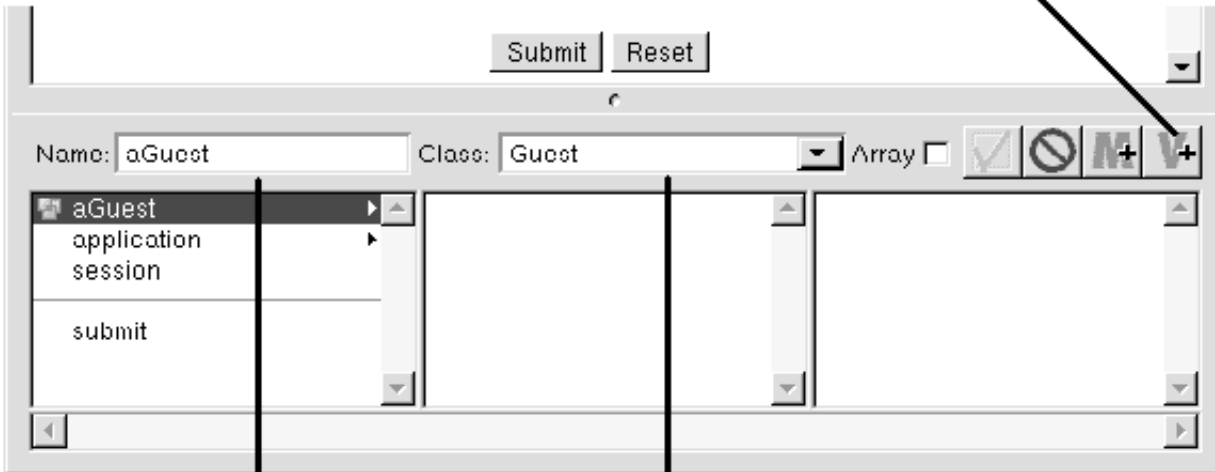 Submit Reset
Name: aGuest Class: Guest Array M+ V+
aGuest
application
session
submit